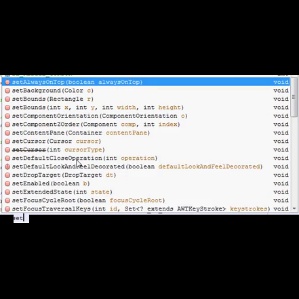 setAlwaysOnTop(boolean alwaysOnTop) void
setBackground(Color c) void
setBounds(Rectangle r) void
setBounds(int x, int y, int width, int height) void
setComponentOrientation(ComponentOrientation o) void
setComponentZOrder(Component comp, int index) void
setContentPane(Container contentPane) void
setCursor(Cursor cursor) void
setCursor(int cursorType) void
setDefaultCloseOperation(int operation) void
setDefaultLookAndFeelDecorated(boolean defaultLookAndFeelDecorated) void
setDropTarget(DropTarget dt) void
setEnabled(boolean b) void
setExtendedState(int state) void
setFocusCycleRoot(boolean focusCycleRoot) void
setFocusTraversalKeys(int id, Set<? extends AWTKeyStroke> keystrokes) void
set